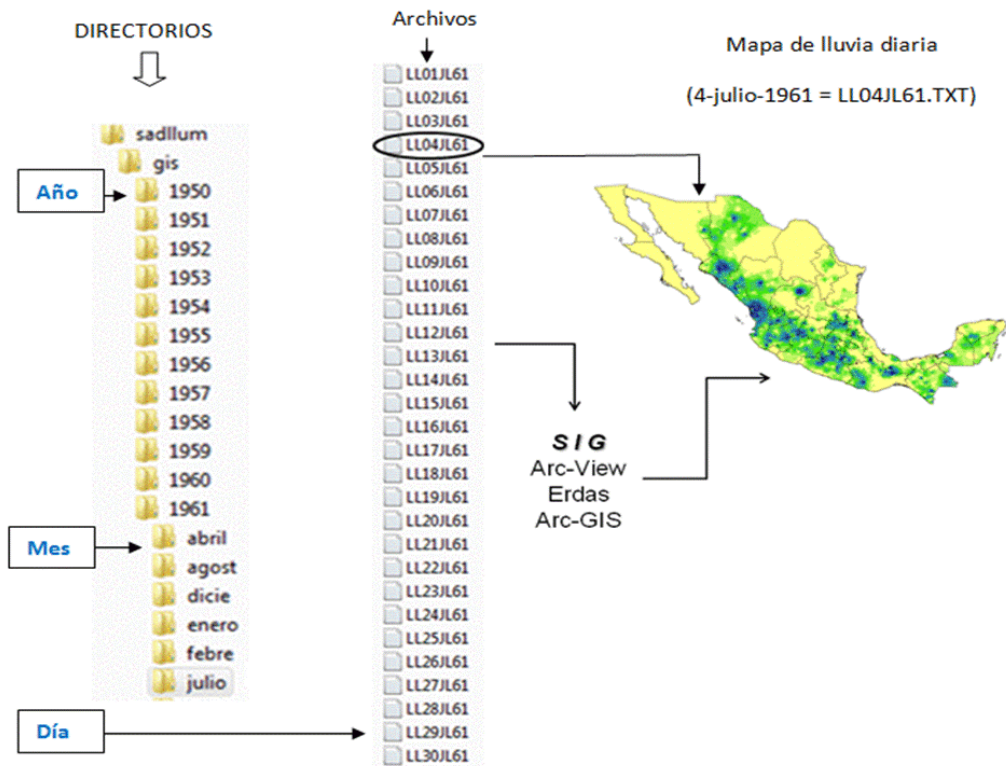 DIRECTORIOS
sadllum
gis
Año
1950
1951
1952
1953
1954
1955
1956
1957
1958
1959
1960
1961
Mes
abril
agost
dicie
enero
febre
julio
Día
Archivos
LL01JL61
LL02JL61
LL03JL61
LL04JL61
LL05JL61
LL06JL61
LL07JL61
LL08JL61
LL09JL61
LL10JL61
LL11JL61
LL12JL61
LL13JL61
LL14JL61
LL15JL61
LL16JL61
LL17JL61
LL18JL61
LL19JL61
LL20JL61
LL21JL61
LL22JL61
LL23JL61
LL24JL61
LL25JL61
LL26JL61
LL27JL61
LL28JL61
LL29JL61
LL30JL61
Mapa de lluvia diaria
(4-julio-1961 = LL04JL61.TXT)
SIG
Arc-View
Erdas
Arc-GIS